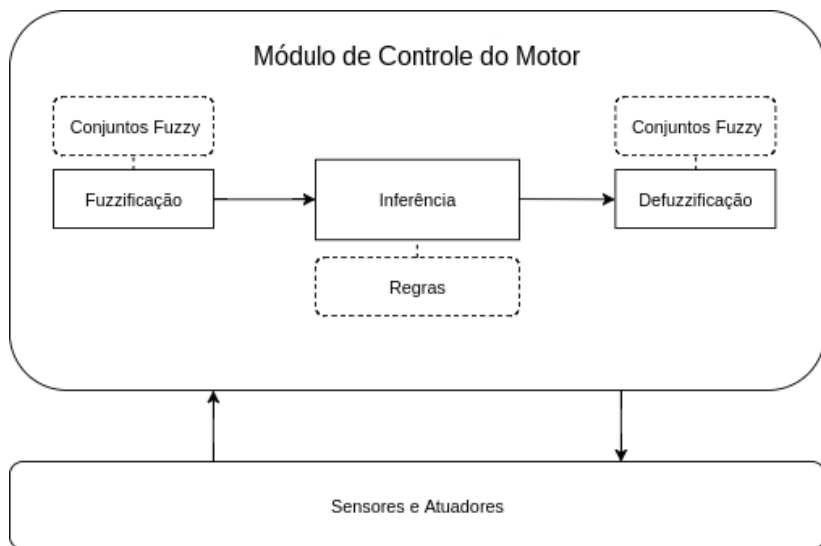 Módulo de Controle do Motor
Conjuntos Fuzzy
Conjuntos Fuzzy
Fuzzificação
Inferência
Defuzzificação
Regras
Sensores e Atuadores